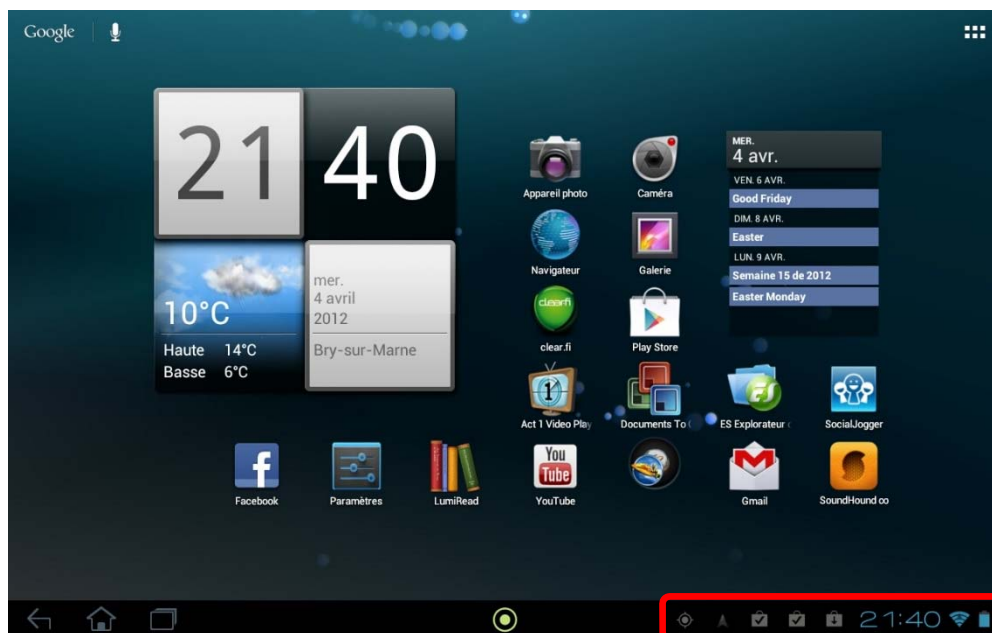 Google
21 40
10°C
Haute 14°C
Basse 6°C
mer.
4 avril
2012
Bry-sur-Marne
Appareil photo
Caméra
Navigateur
Galerie
clearfi
clear.fi
Play Store
MER.
4 avr.
VEN. 6 AVR.
Good Friday
DIM. 8 AVR.
Easter
LUN. 9 AVR.
Semaine 15 de 2012
Easter Monday
1
Act 1 Video Play
Documents To
ES
ES Explorateur
SocialJogger
f
You
Tube
Facebook
Paramètres
LumiRead
YouTube
Gmail
SoundHound ∞
21:40